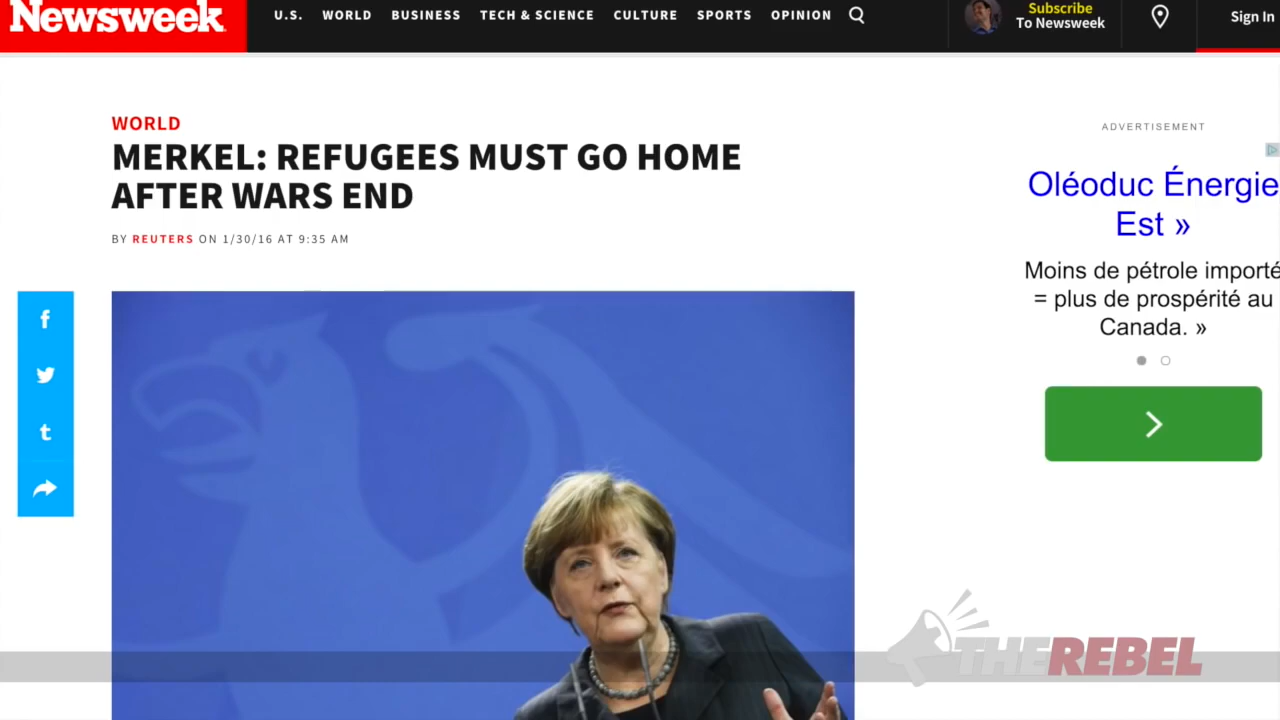 Newsweek
U.S. WORLD BUSINESS TECH & SCIENCE CULTURE SPORTS OPINION
Subscribe
To Newsweek
Sign In
WORLD
MERKEL: REFUGEES MUST GO HOME
AFTER WARS END
BY REUTERS ON 1/30/16 AT 9:35 AM
ADVERTISEMENT
Oléoduc Énergie
Est »
Moins de pétrole importé
= plus de prospérité au
Canada. »
THEREBEL